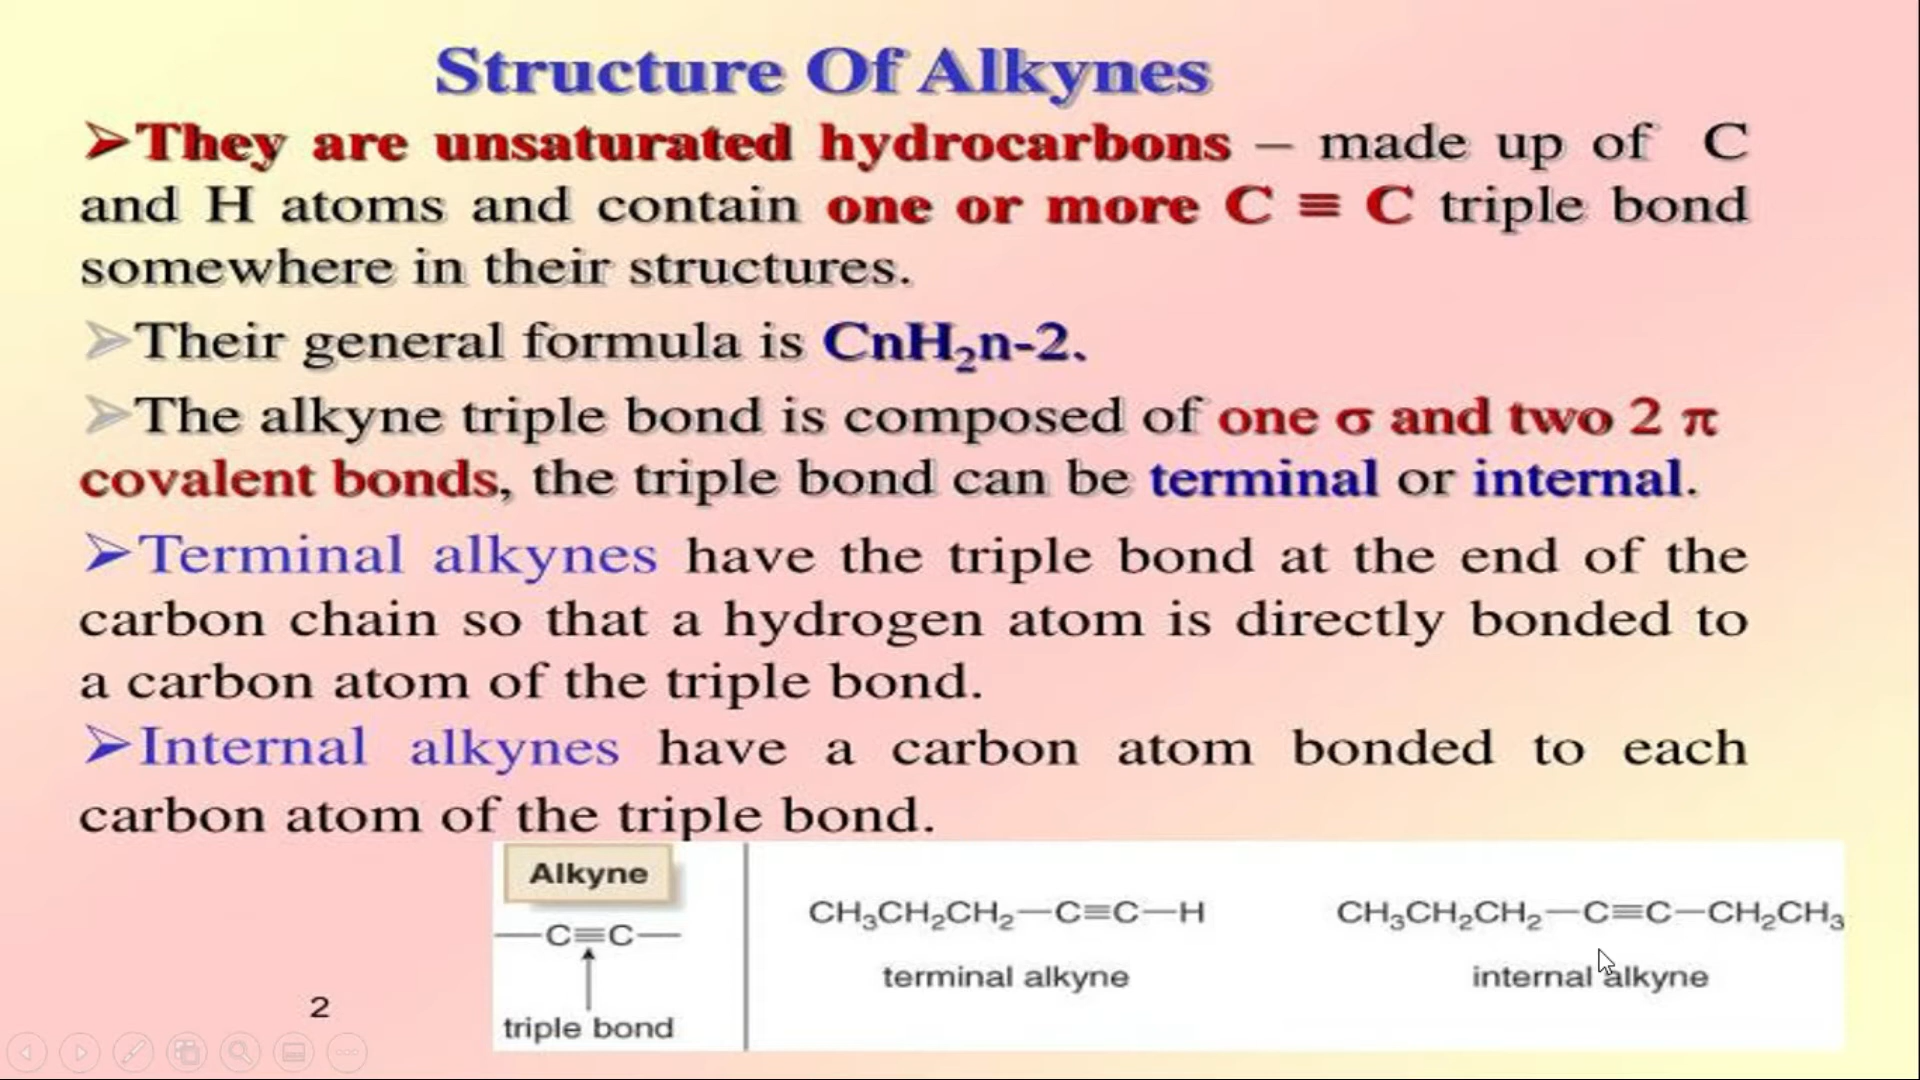 Structure Of Alkynes
➢They are unsaturated hydrocarbons – made up of C
and H atoms and contain one or more C ≡ C triple bond
somewhere in their structures.
➢Their general formula is CnH₂n-2.
➢The alkyne triple bond is composed of one σ and two 2 π
covalent bonds, the triple bond can be terminal or internal.
➢Terminal alkynes have the triple bond at the end of the
carbon chain so that a hydrogen atom is directly bonded to
a carbon atom of the triple bond.
➢Internal alkynes have a carbon atom bonded to each
carbon atom of the triple bond.
Alkyne
—C≡C—
triple bond
CH₃CH₂CH₂—C≡C—H
terminal alkyne
CH₃CH₂CH₂—C≡C—CH₂CH₃
internal alkyne
2